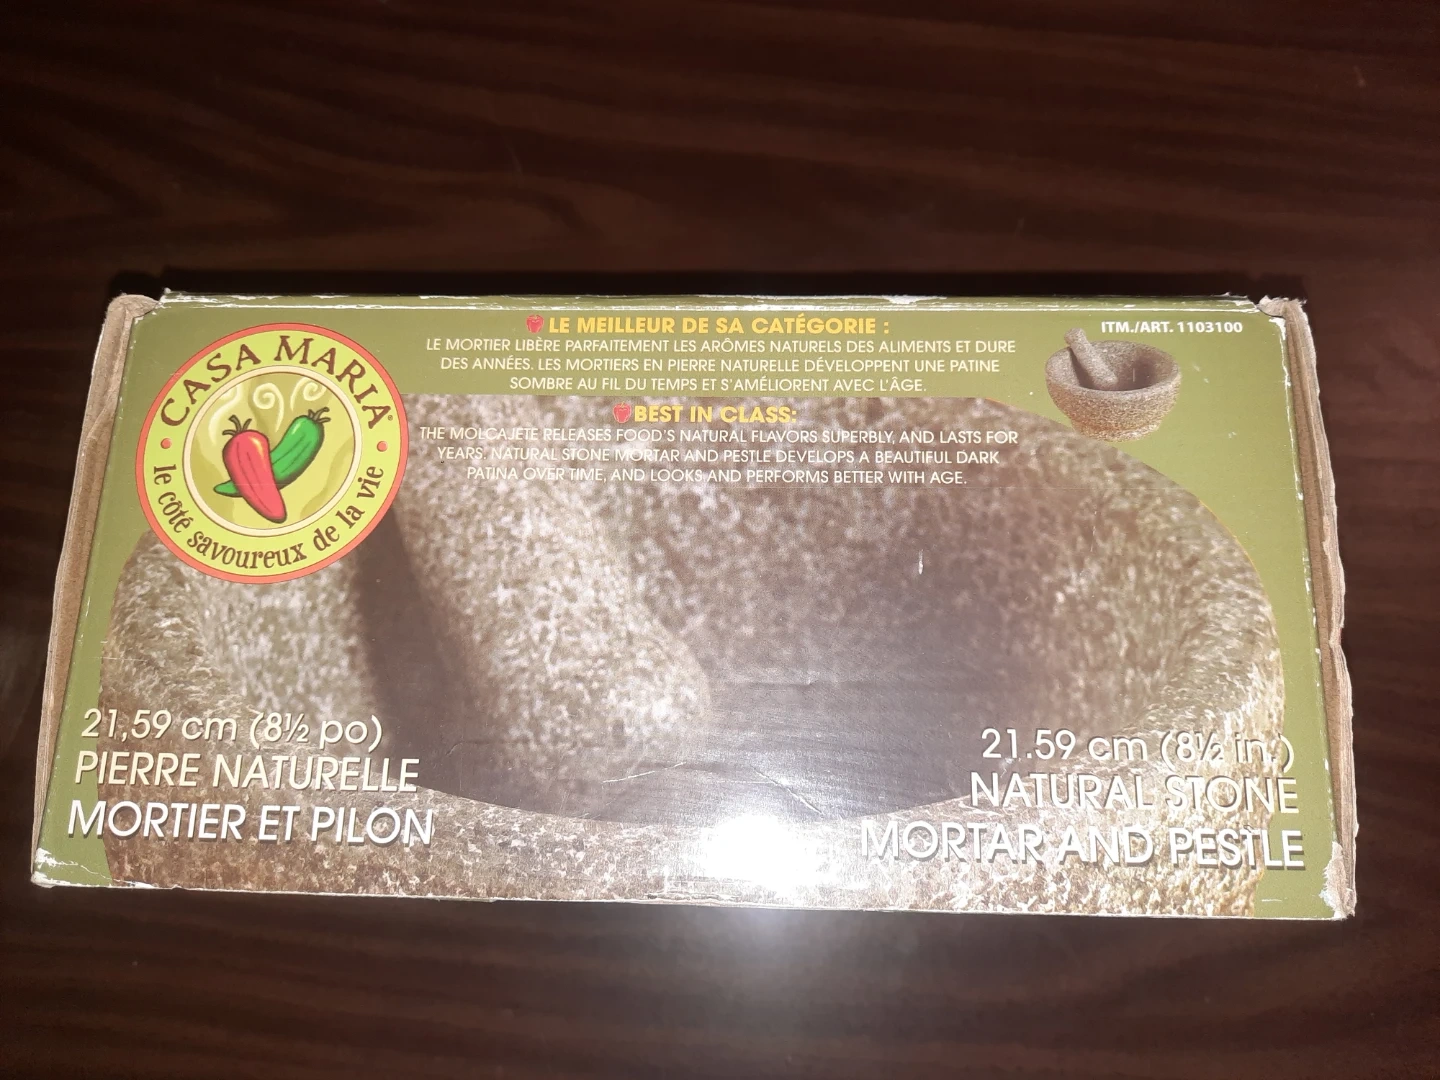 CASA MARIA®
le côté savoureux de la vie
LE MEILLEUR DE SA CATÉGORIE :
LE MORTIER LIBÈRE PARFAITEMENT LES ARÔMES NATURELS DES ALIMENTS ET DURE
DES ANNÉES. LES MORTIERS EN PIERRE NATURELLE DÉVELOPPENT UNE PATINE
SOMBRE AU FIL DU TEMPS ET S'AMÉLIORENT AVEC L'ÂGE.
BEST IN CLASS:
THE MOLCAJETE RELEASES FOOD'S NATURAL FLAVORS SUPERBLY, AND LASTS FOR
YEARS. NATURAL STONE MORTAR AND PESTLE DEVELOPS A BEAUTIFUL DARK
PATINA OVER TIME, AND LOOKS AND PERFORMS BETTER WITH AGE.
ITM./ART. 1103100
21,59 cm (8½ po)
PIERRE NATURELLE
MORTIER ET PILON
21.59 cm (8½ in.)
NATURAL STONE
MORTAR AND PESTLE